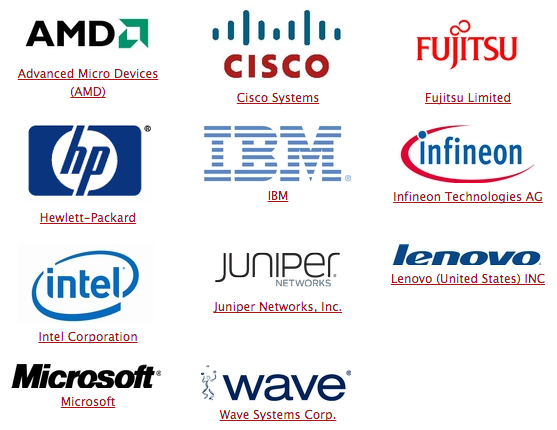 AMD
Advanced Micro Devices
(AMD)
CISCO
Cisco Systems
FUJITSU
Fujitsu Limited
hp®
Hewlett-Packard
IBM®
IBM
infineon
Infineon Technologies AG
intel®
Intel Corporation
JUNIPer®
NETWORKS
Juniper Networks, Inc.
lenovo
Lenovo (United States) INC
Microsoft®
Microsoft
wave®
Wave Systems Corp.